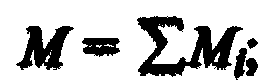 M = ∑Mᵢ;